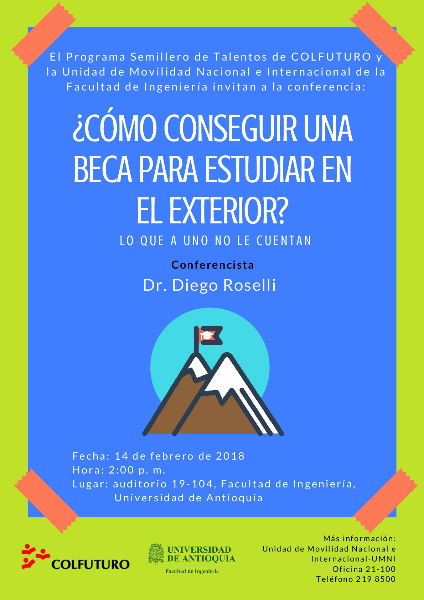 El Programa Semillero de Talentos de COLFUTURO y
la Unidad de Movilidad Nacional e Internacional de la
Facultad de Ingeniería invitan a la conferencia:
¿CÓMO CONSEGUIR UNA
BECA PARA ESTUDIAR EN
EL EXTERIOR?
LO QUE A UNO NO LE CUENTAN
Conferencista
Dr. Diego Roselli
Fecha: 14 de febrero de 2018
Hora: 2:00 p. m.
Lugar: auditorio 19-104, Facultad de Ingeniería,
Universidad de Antioquia
COLFUTURO
UNIVERSIDAD
DE ANTIOQUIA
Facultad de Ingeniería
Más información:
Unidad de Movilidad Nacional e
Internacional-UMNI
Oficina 21-100
Teléfono 219 8500